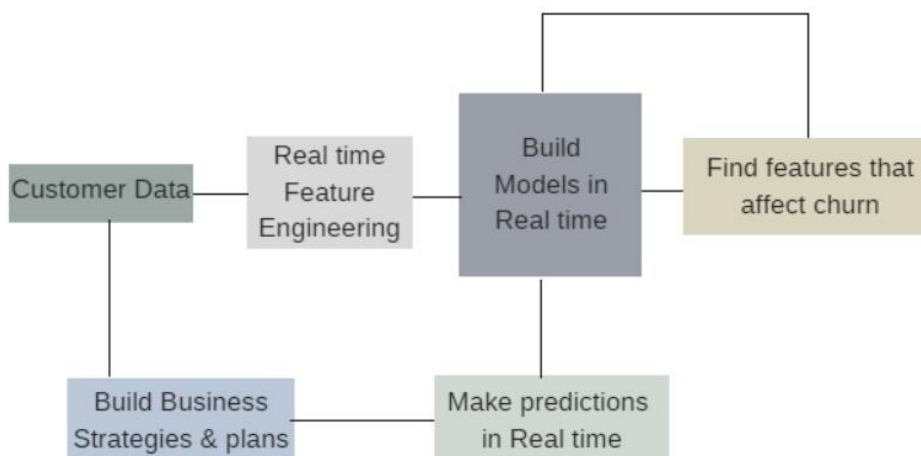 Customer Data
Real time
Feature
Engineering
Build
Models in
Real time
Find features that
affect churn
Build Business
Strategies & plans
Make predictions
in Real time